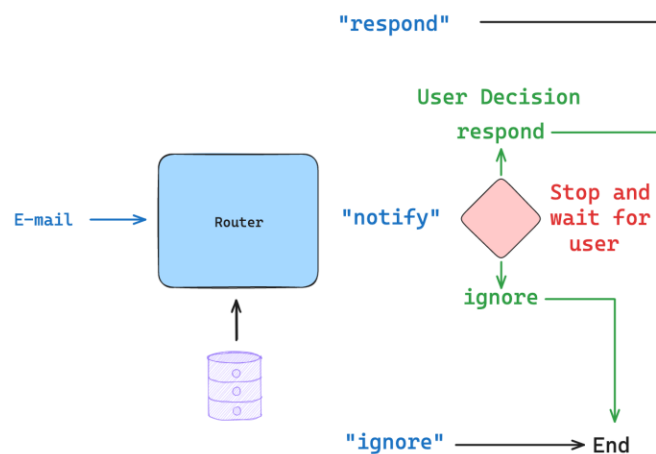 "respond"
User Decision
respond
E-mail
Router
"notify"
Stop and
wait for
user
ignore
"ignore"
End